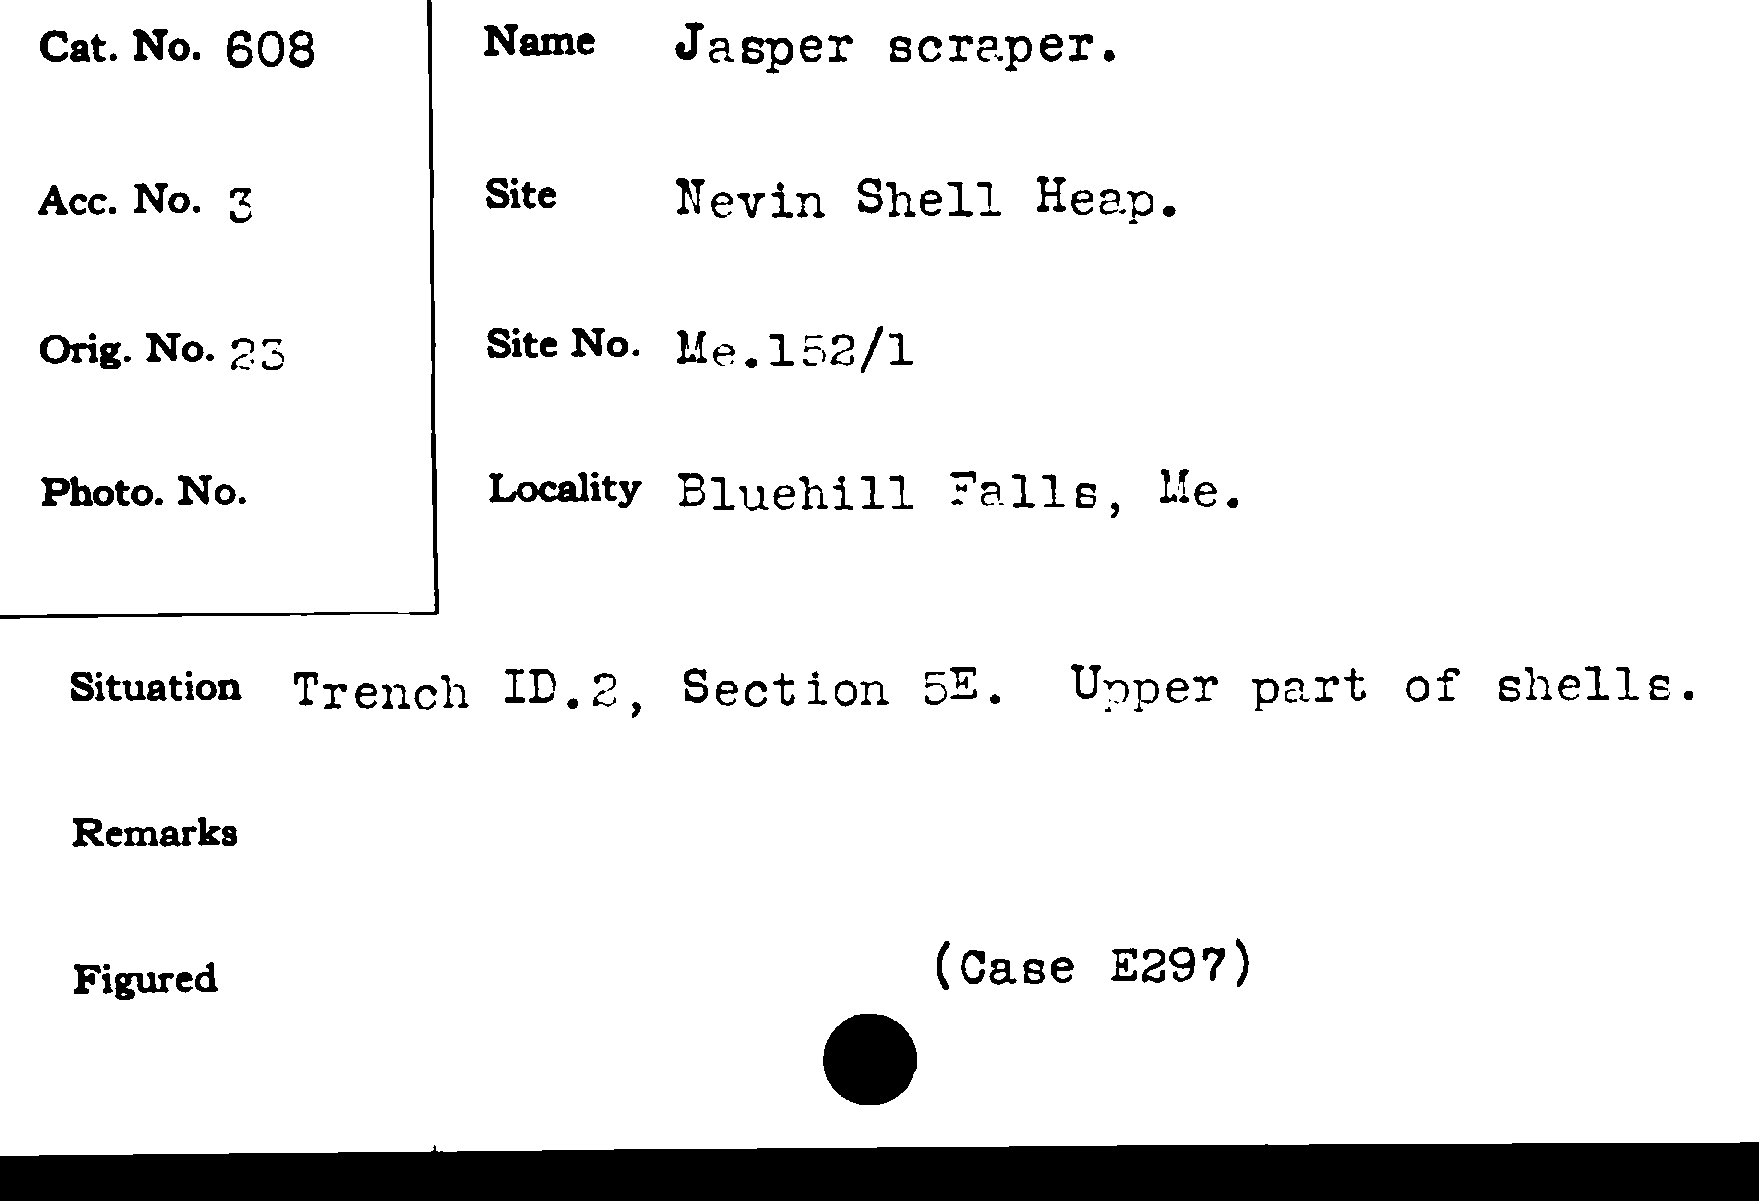 Cat. No. 608
Name Jasper scraper.
Acc. No. 3
Site Nevin Shell Heap.
Orig. No. 23
Site No. Me.152/1
Photo. No.
Locality Bluehill Falls, Me.
Situation Trench ID.2, Section 5E. Upper part of shells.
Remarks
Figured
(Case E297)